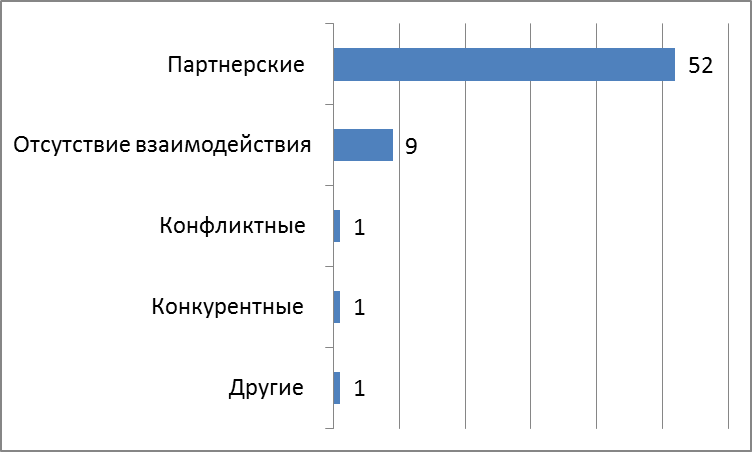 Партнерские 52
Отсутствие взаимодействия 9
Конфликтные 1
Конкурентные 1
Другие 1